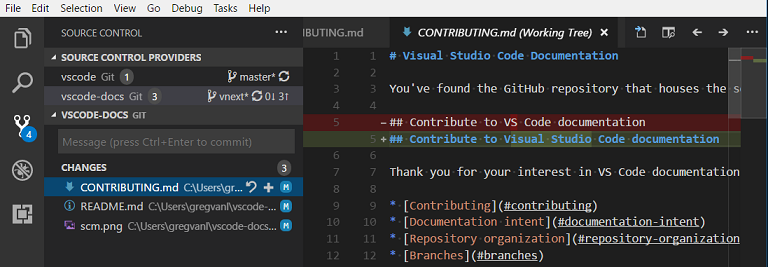 File Edit Selection View Go Debug Tasks Help
SOURCE CONTROL
SOURCE CONTROL PROVIDERS
vscode Git 1 master*
vscode-docs Git 3 vnext* 0↓ 3↑
VSCODE-DOCS GIT
Message (press Ctrl+Enter to commit)
CHANGES 3
CONTRIBUTING.md C:\Users\gr... M
README.md C:\Users\gregvanl\vscode-... M
scm.png C:\Users\gregvanl\vscode-docs... M
4
IBUTING.md CONTRIBUTING.md (Working Tree)
1 1 # Visual Studio Code Documentation
2 2
3 3 You've found the GitHub repository that houses the s
4 4
5 -## Contribute to VS Code documentation
5 +## Contribute to Visual Studio Code documentation
6 6
7 7 Thank you for your interest in VS Code documentation
8 8
9 9 * [Contributing](#contributing)
10 10 * [Documentation intent](#documentation-intent)
11 11 * [Repository organization](#repository-organization
12 12 * [Branches](#branches)